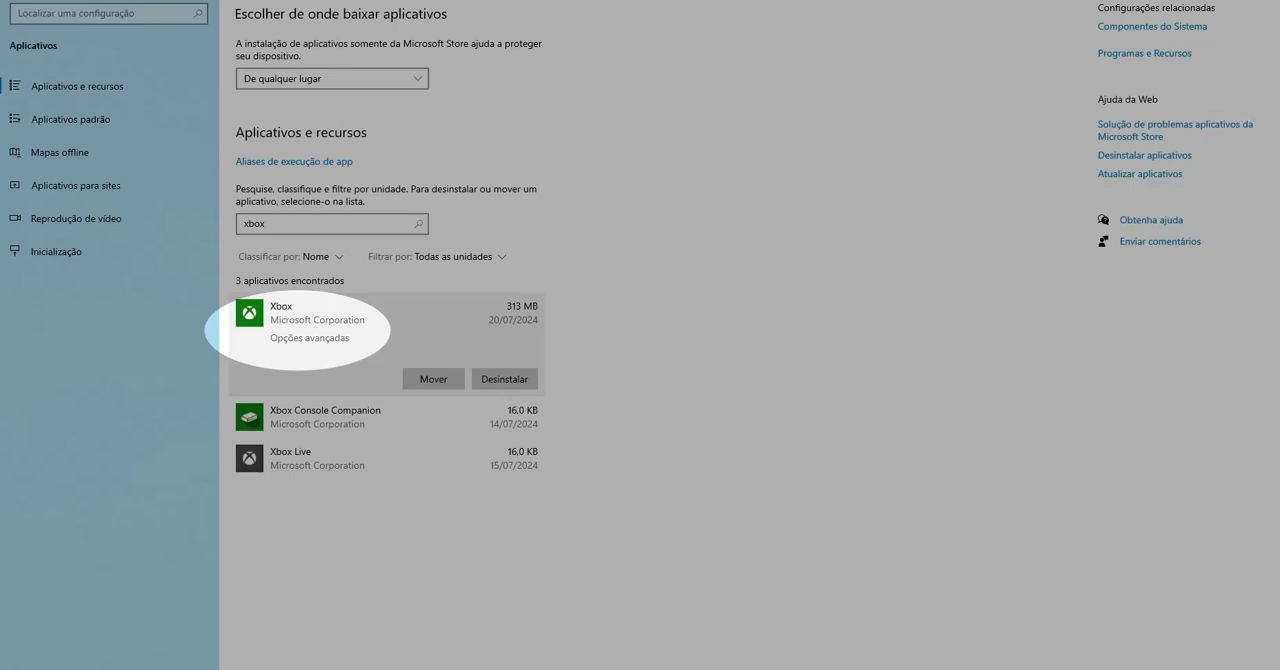 Localizar uma configuração
Aplicativos
Aplicativos e recursos
Aplicativos padrão
Mapas offline
Aplicativos para sites
Reprodução de vídeo
Inicialização
Escolher de onde baixar aplicativos
A instalação de aplicativos somente da Microsoft Store ajuda a proteger
seu dispositivo.
De qualquer lugar
Aplicativos e recursos
Aliases de execução de app
Pesquise, classifique e filtre por unidade. Para desinstalar ou mover um
aplicativo, selecione-o na lista.
xbox
Classificar por: Nome Filtrar por: Todas as unidades
3 aplicativos encontrados
Xbox 313 MB
Microsoft Corporation 20/07/2024
Opções avançadas
Mover Desinstalar
Xbox Console Companion 16,0 KB
Microsoft Corporation 14/07/2024
Xbox Live 16,0 KB
Microsoft Corporation 15/07/2024
Configurações relacionadas
Componentes do Sistema
Programas e Recursos
Ajuda da Web
Solução de problemas aplicativos da
Microsoft Store
Desinstalar aplicativos
Atualizar aplicativos
Obtenha ajuda
Enviar comentários